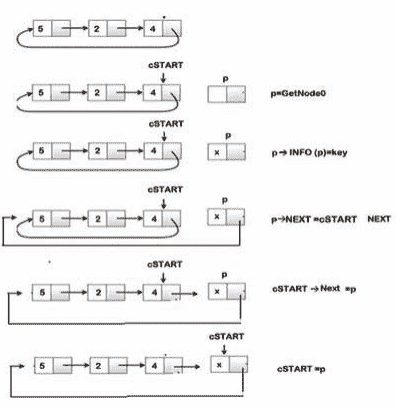 5 2 4
cSTART
p
5 2 4 p=GetNode0
cSTART
p
5 2 4 x p → INFO (p)=key
cSTART
p
5 2 4 x p→NEXT =cSTART NEXT
cSTART
p
5 2 4 x cSTART → Next =p
cSTART
5 2 4 x cSTART =p